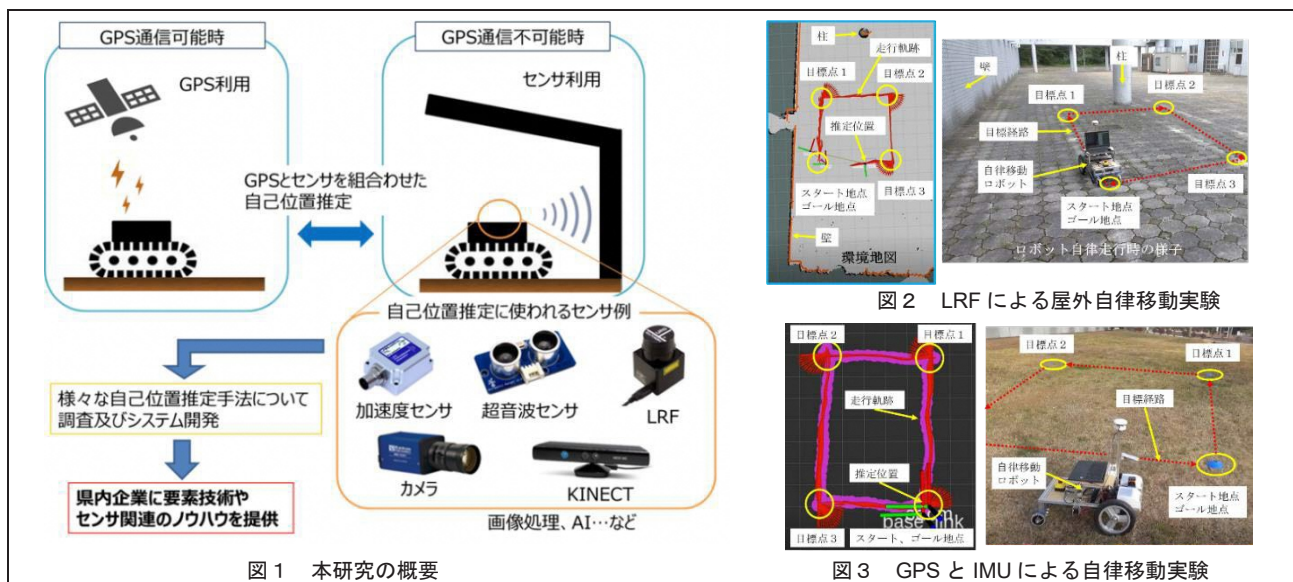 GPS通信可能時
GPS利用
GPS通信不可能時
センサ利用
GPSとセンサを組合わせた
自己位置推定
自己位置推定に使われるセンサ例
加速度センサ
超音波センサ
LRF
カメラ
KINECT
画像処理、AI…など
様々な自己位置推定手法について
調査及びシステム開発
県内企業に要素技術や
センサ関連のノウハウを提供
図1 本研究の概要
柱
走行軌跡
目標点1
目標点2
推定位置
目標点3
スタート地点
ゴール地点
壁
環境地図
壁
柱
目標点1
目標点2
目標経路
自律移動
ロボット
目標点3
スタート地点
ゴール地点
ロボット自律走行時の様子
図2 LRFによる屋外自律移動実験
目標点2
目標点1
走行軌跡
推定位置
base_link
目標点3
スタート、ゴール地点
目標点2
目標点1
目標経路
自律移動
ロボット
スタート地点
ゴール地点
図3 GPSとIMUによる自律移動実験